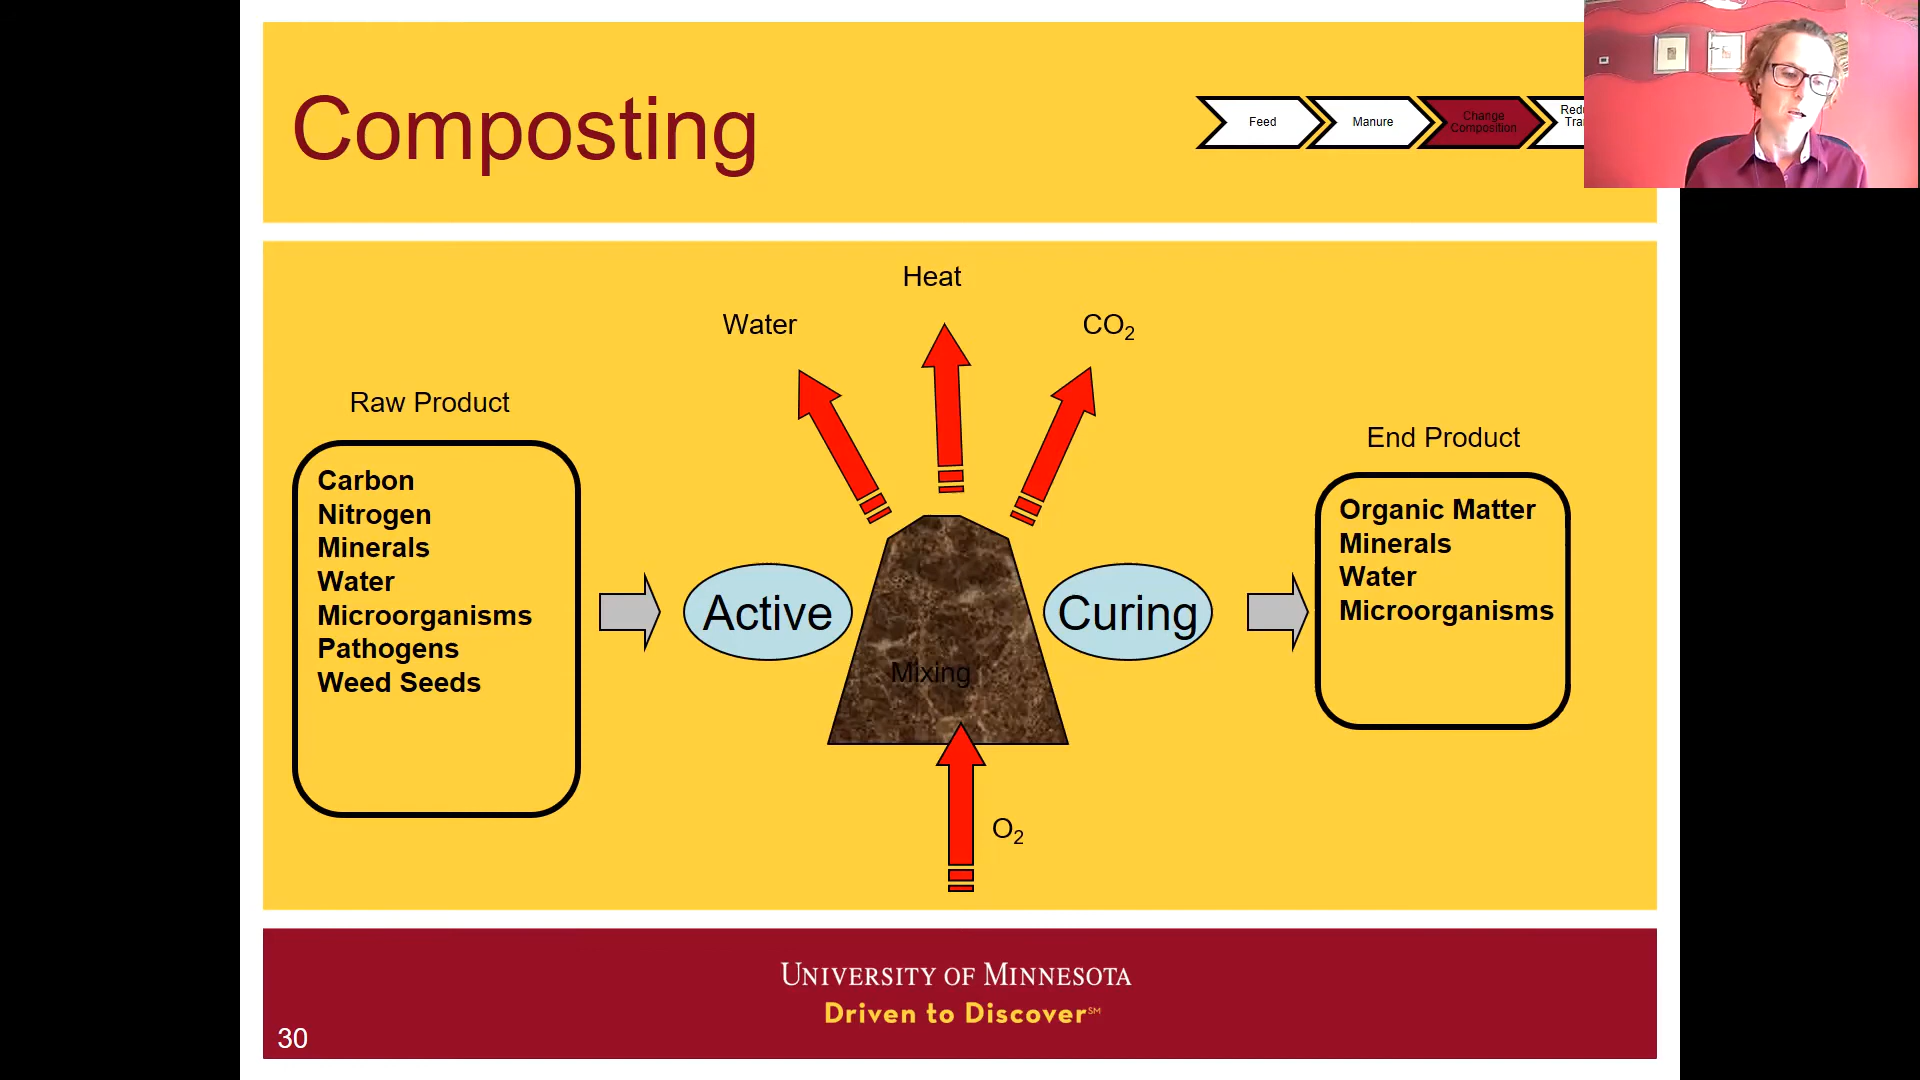 Composting
Feed
Manure
Change
Composition
Heat
Water
CO₂
Raw Product
End Product
Carbon
Nitrogen
Minerals
Water
Microorganisms
Pathogens
Weed Seeds
Active
Mixing
Curing
Organic Matter
Minerals
Water
Microorganisms
O₂
UNIVERSITY OF MINNESOTA
Driven to Discover℠
30